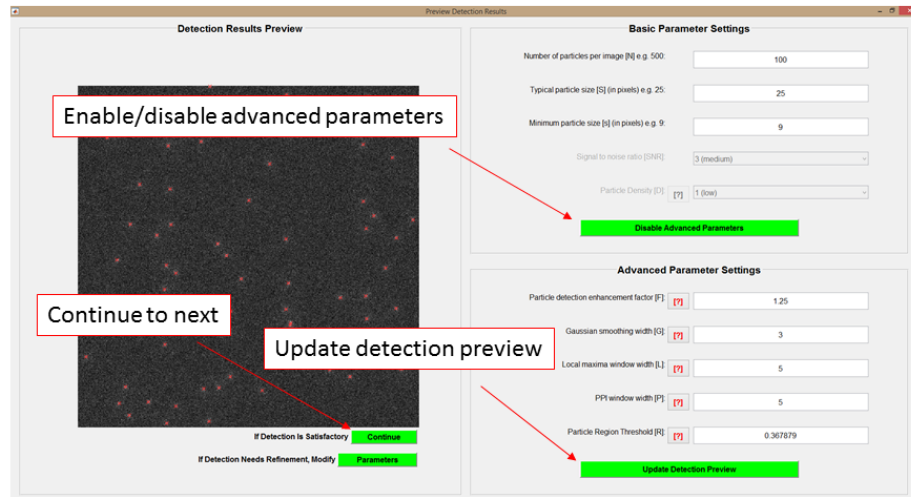 Preview Detection Results
Detection Results Preview
Enable/disable advanced parameters
Continue to next
Update detection preview
If Detection Is Satisfactory Continue
If Detection Needs Refinement, Modify Parameters
Basic Parameter Settings
Number of particles per image [N] e.g. 500: 100
Typical particle size [S] (in pixels) e.g. 25: 25
Minimum particle size [s] (in pixels) e.g. 9: 9
Signal to noise ratio [SNR]: 3 (medium)
Particle Density [D]: [?] 1 (low)
Disable Advanced Parameters
Advanced Parameter Settings
Particle detection enhancement factor [F]: [?] 1.25
Gaussian smoothing width [G]: [?] 3
Local maxima window width [L]: [?] 5
PPI window width [P]: [?] 5
Particle Region Threshold [R]: [?] 0.367879
Update Detection Preview